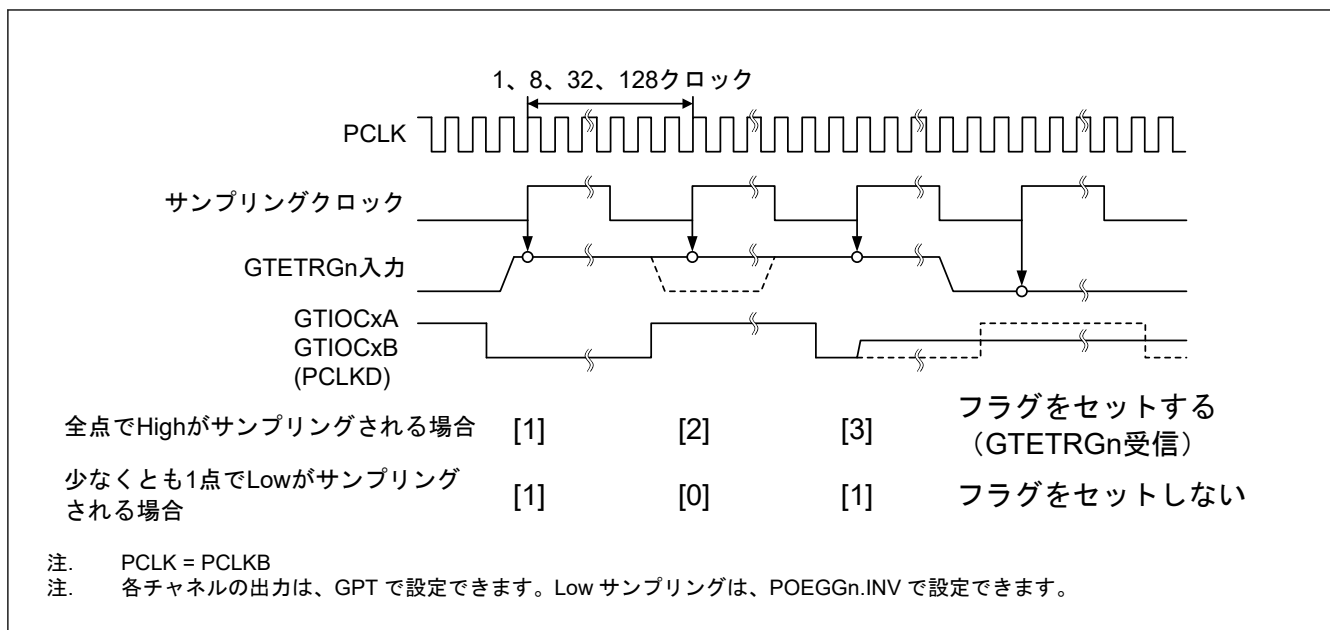 1、8、32、128クロック
PCLK
サンプリングクロック
GTETRGn入力
GTIOCxA
GTIOCxB
(PCLKD)
全点でHighがサンプリングされる場合 [1] [2] [3] フラグをセットする
（GTETRGn受信）
少なくとも1点でLowがサンプリング
される場合 [1] [0] [1] フラグをセットしない
注. PCLK = PCLKB
注. 各チャネルの出力は、GPT で設定できます。Low サンプリングは、POEGGn.INV で設定できます。